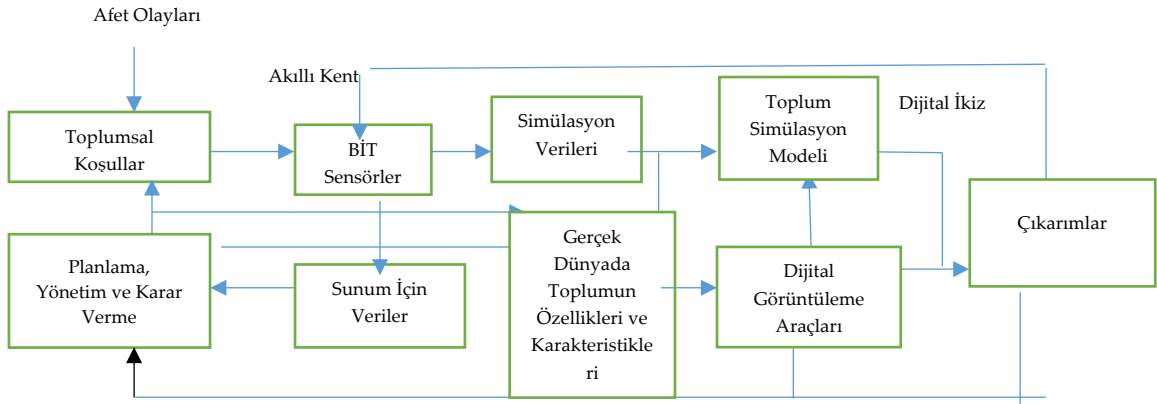 Afet Olayları
Akıllı Kent
Toplumsal
Koşullar
BİT
Sensörler
Simülasyon
Verileri
Toplum
Simülasyon
Modeli
Dijital İkiz
Çıkarımlar
Planlama,
Yönetim ve Karar
Verme
Sunum İçin
Veriler
Gerçek
Dünyada
Toplumun
Özellikleri ve
Karakteristikle
ri
Dijital
Görüntüleme
Araçları